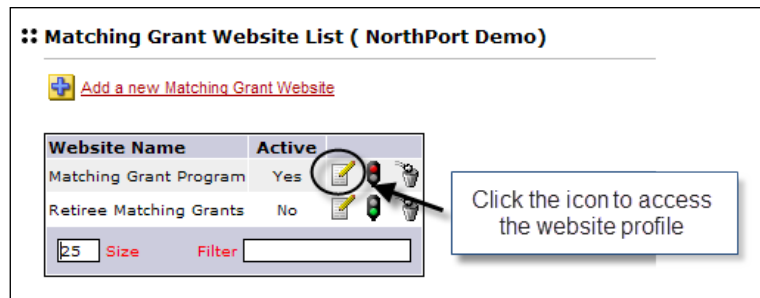 Matching Grant Website List ( NorthPort Demo)
Add a new Matching Grant Website
Website Name Active
Matching Grant Program Yes
Retiree Matching Grants No
25 Size Filter
Click the icon to access
the website profile